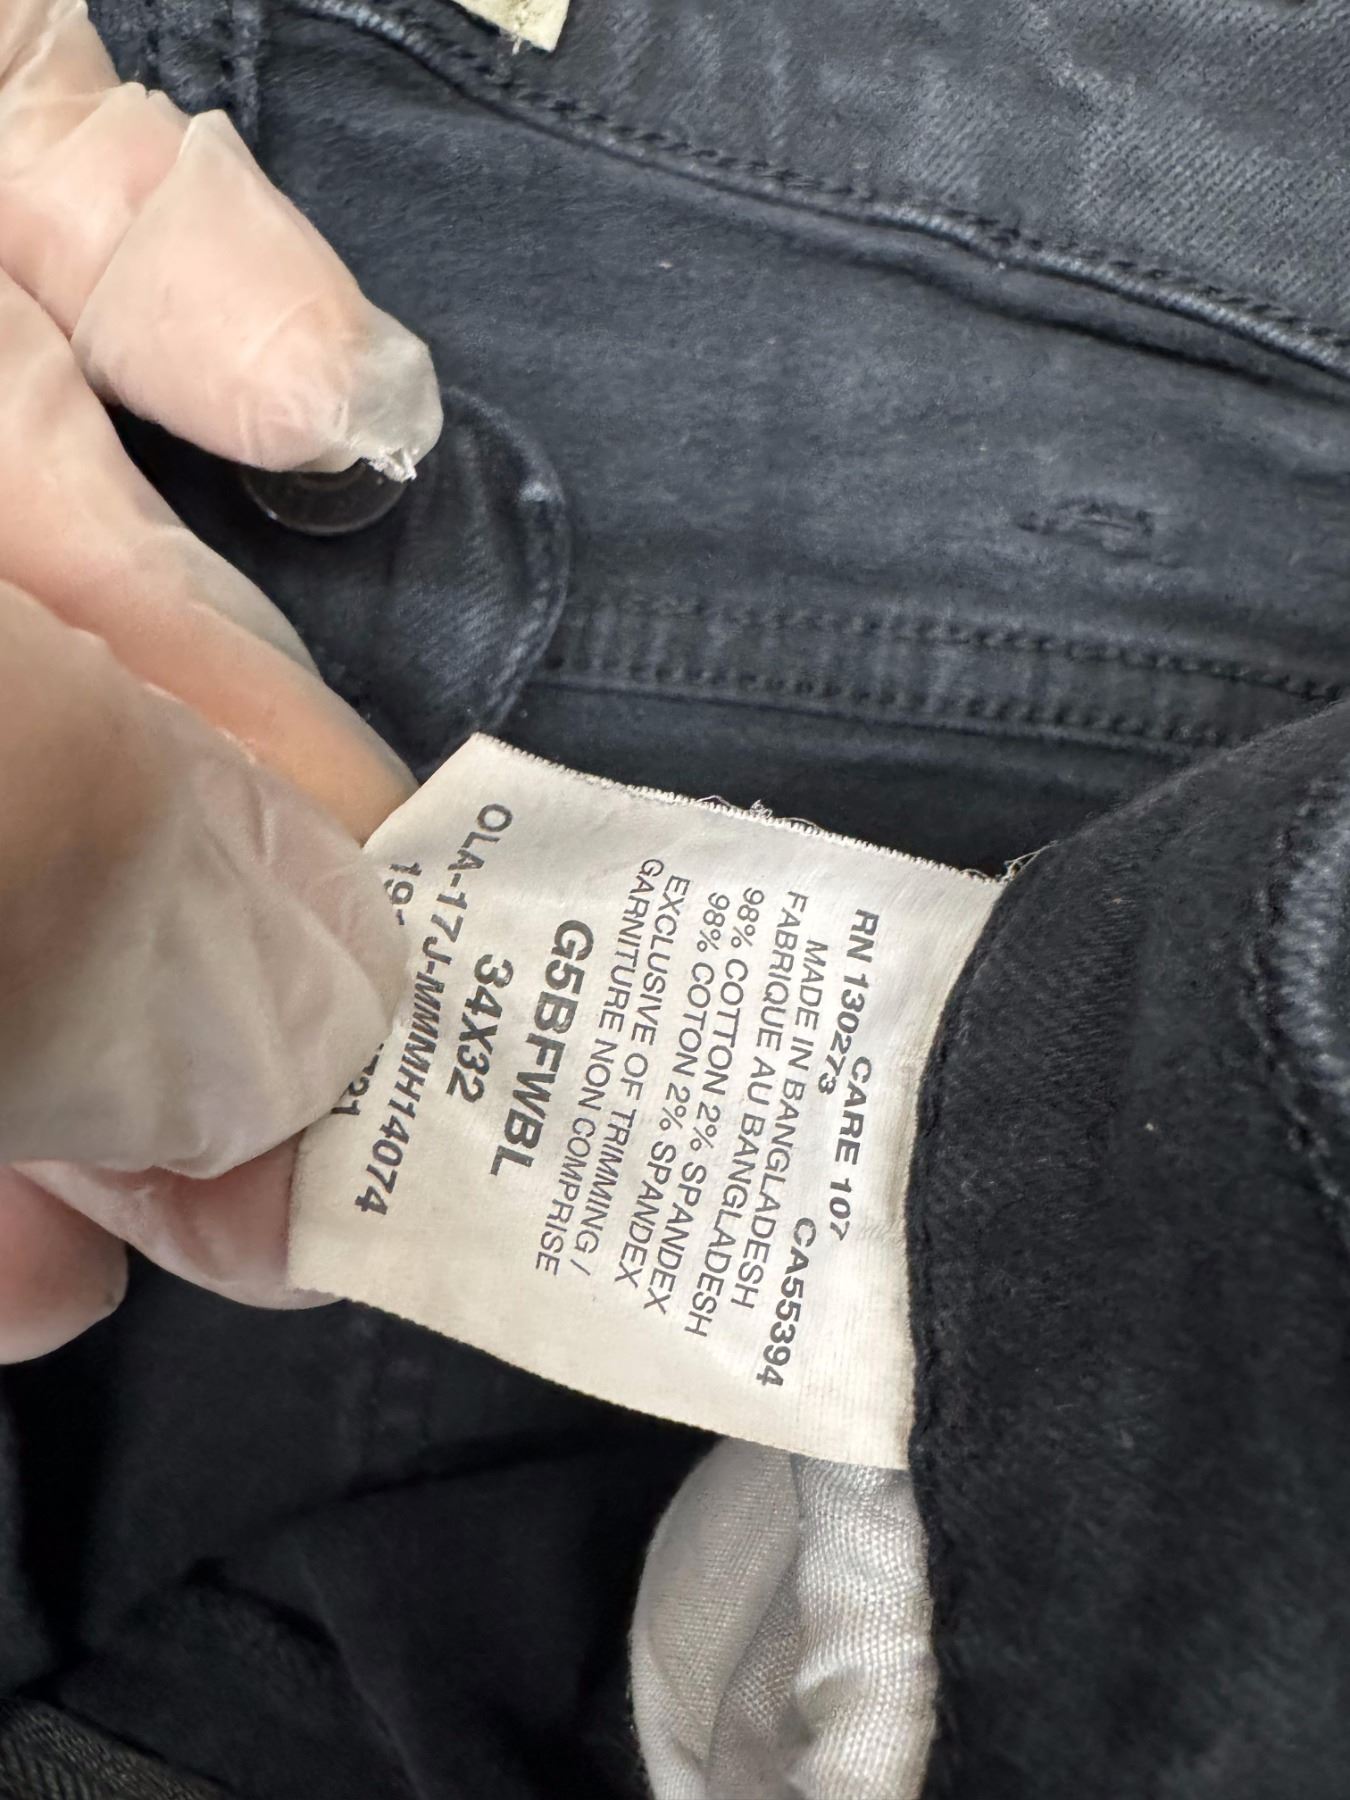 CARE 107
RN 130273 CA55394
MADE IN BANGLADESH
FABRIQUE AU BANGLADESH
98% COTTON 2% SPANDEX
98% COTON 2% SPANDEX
EXCLUSIVE OF TRIMMING /
GARNITURE NON COMPRISE
G5BFWBL
34X32
OLA-17J-MMMH14074